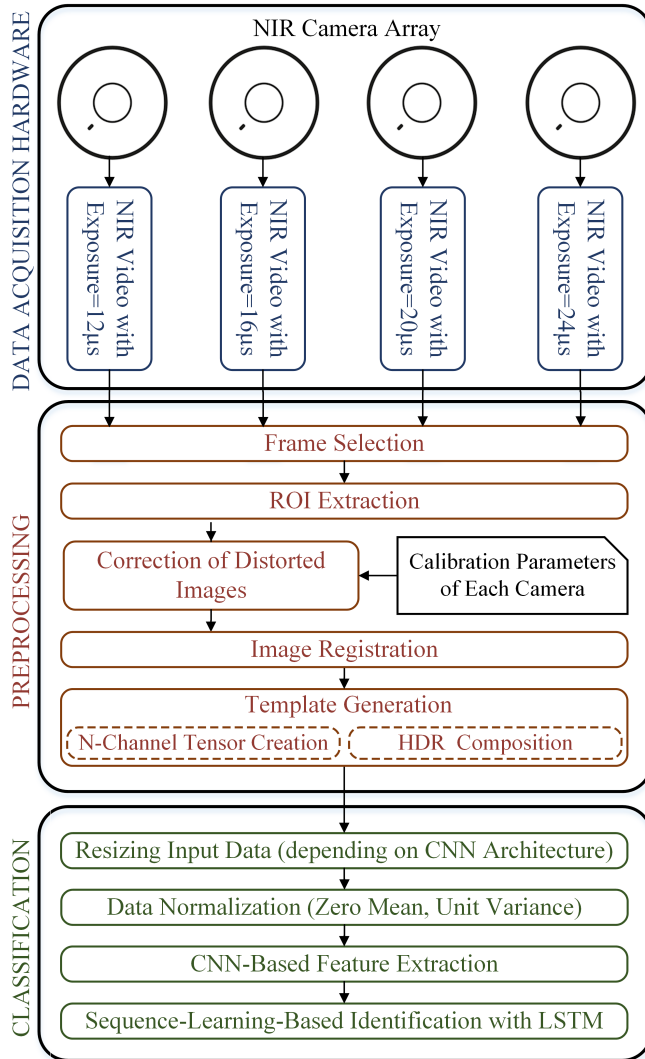 DATA ACQUISITION HARDWARE
NIR Camera Array
NIR Video with
Exposure=12μs
NIR Video with
Exposure=16μs
NIR Video with
Exposure=20μs
NIR Video with
Exposure=24μs
PREPROCESSING
Frame Selection
ROI Extraction
Correction of Distorted
Images
Calibration Parameters
of Each Camera
Image Registration
Template Generation
N-Channel Tensor Creation
HDR Composition
CLASSIFICATION
Resizing Input Data (depending on CNN Architecture)
Data Normalization (Zero Mean, Unit Variance)
CNN-Based Feature Extraction
Sequence-Learning-Based Identification with LSTM